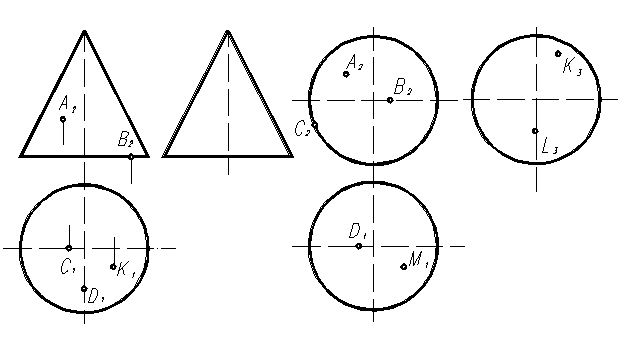 A₂
B₂
A₂
B₂
C₂
K₃
L₃
C₁
K₁
D₁
D₁
M₁